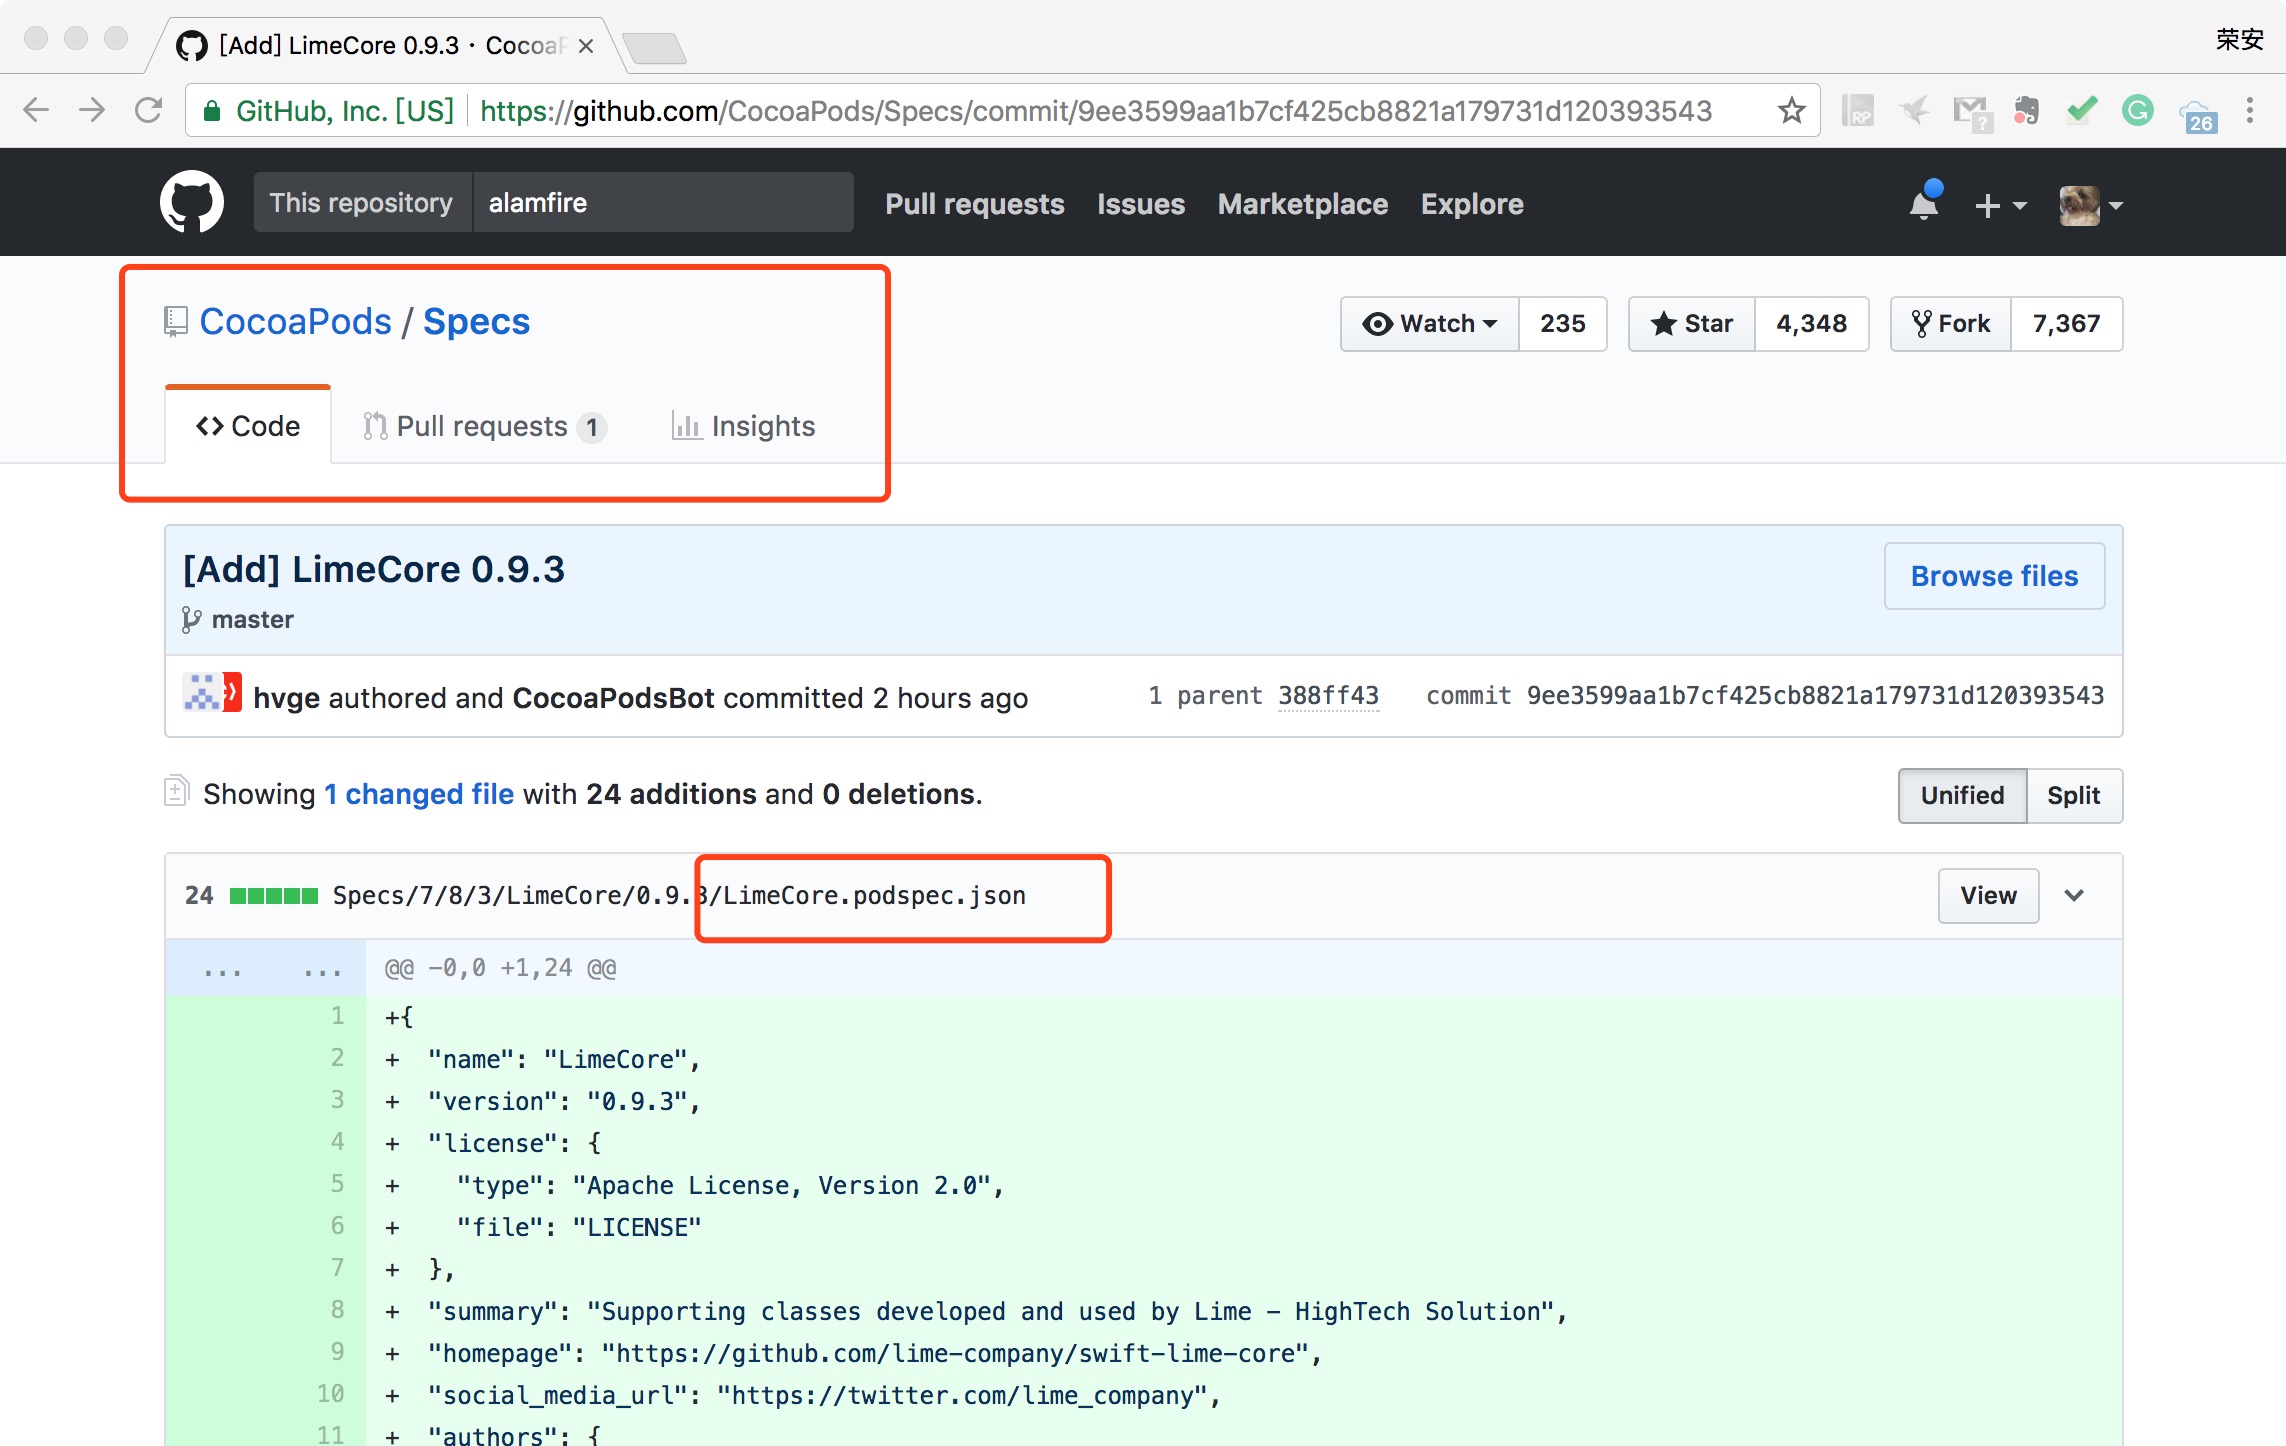 [Add] LimeCore 0.9.3 · CocoaP
荣安
GitHub, Inc. [US] https://github.com/CocoaPods/Specs/commit/9ee3599aa1b7cf425cb8821a179731d120393543
RP ? G 26
This repository alamfire Pull requests Issues Marketplace Explore
CocoaPods / Specs
Watch 235 Star 4,348 Fork 7,367
Code Pull requests 1 Insights
[Add] LimeCore 0.9.3
Browse files
master
hvge authored and CocoaPodsBot committed 2 hours ago 1 parent 388ff43 commit 9ee3599aa1b7cf425cb8821a179731d120393543
Showing 1 changed file with 24 additions and 0 deletions.
Unified Split
24 Specs/7/8/3/LimeCore/0.9.3/LimeCore.podspec.json View
... ... @@ -0,0 +1,24 @@
1 +{
2 + "name": "LimeCore",
3 + "version": "0.9.3",
4 + "license": {
5 + "type": "Apache License, Version 2.0",
6 + "file": "LICENSE"
7 + },
8 + "summary": "Supporting classes developed and used by Lime - HighTech Solution",
9 + "homepage": "https://github.com/lime-company/swift-lime-core",
10 + "social_media_url": "https://twitter.com/lime_company",
11 + "authors": {